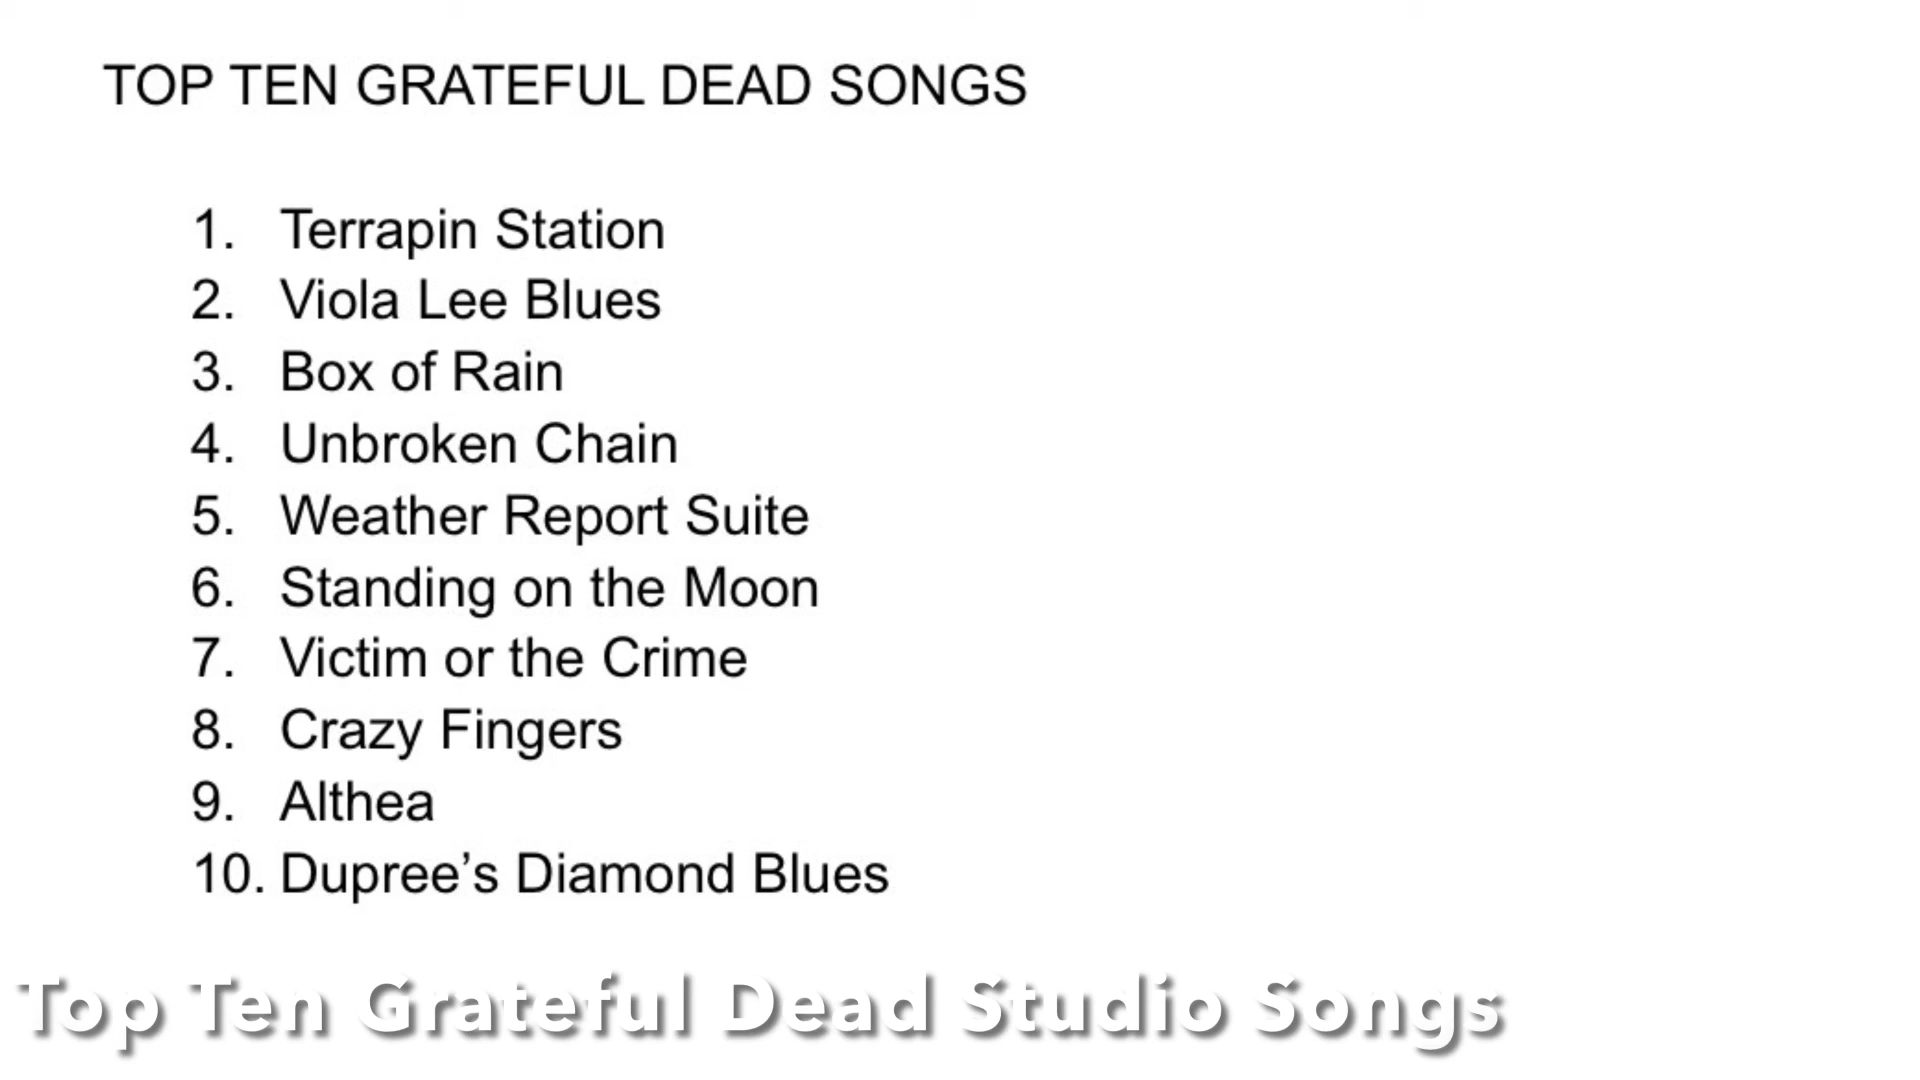 TOP TEN GRATEFUL DEAD SONGS
1. Terrapin Station
2. Viola Lee Blues
3. Box of Rain
4. Unbroken Chain
5. Weather Report Suite
6. Standing on the Moon
7. Victim or the Crime
8. Crazy Fingers
9. Althea
10. Dupree’s Diamond Blues
Top Ten Grateful Dead Studio Songs